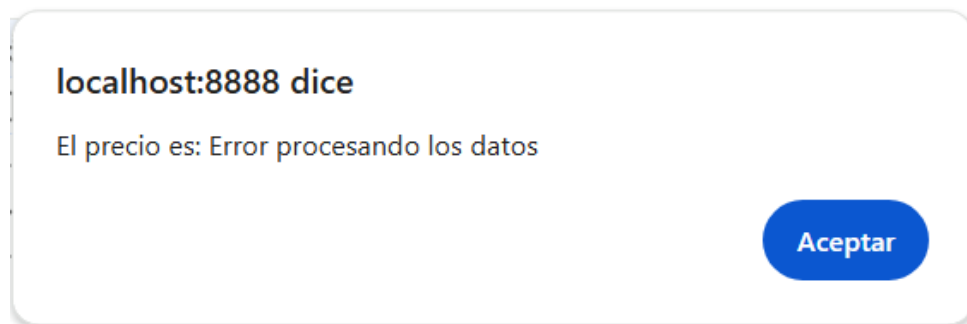 localhost:8888 dice
El precio es: Error procesando los datos
Aceptar